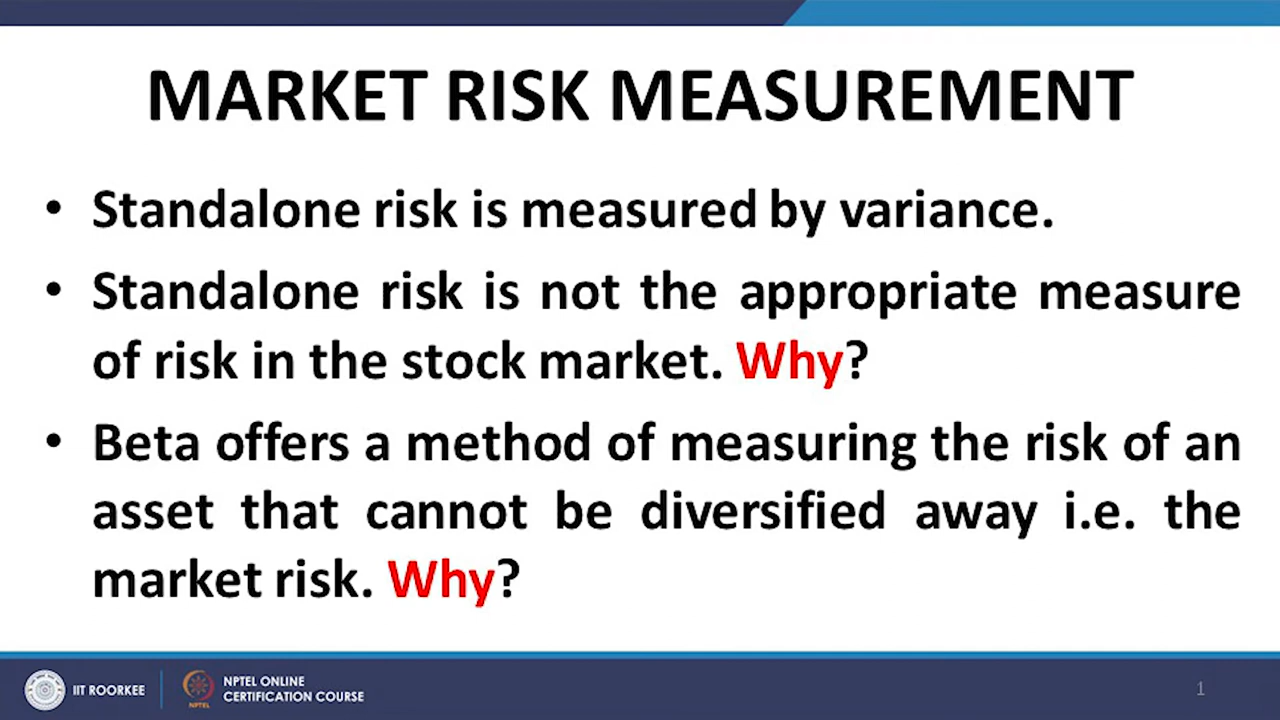 MARKET RISK MEASUREMENT
• Standalone risk is measured by variance.
• Standalone risk is not the appropriate measure
of risk in the stock market. Why?
• Beta offers a method of measuring the risk of an
asset that cannot be diversified away i.e. the
market risk. Why?
IIT ROORKEE
NPTEL
NPTEL ONLINE
CERTIFICATION COURSE
1